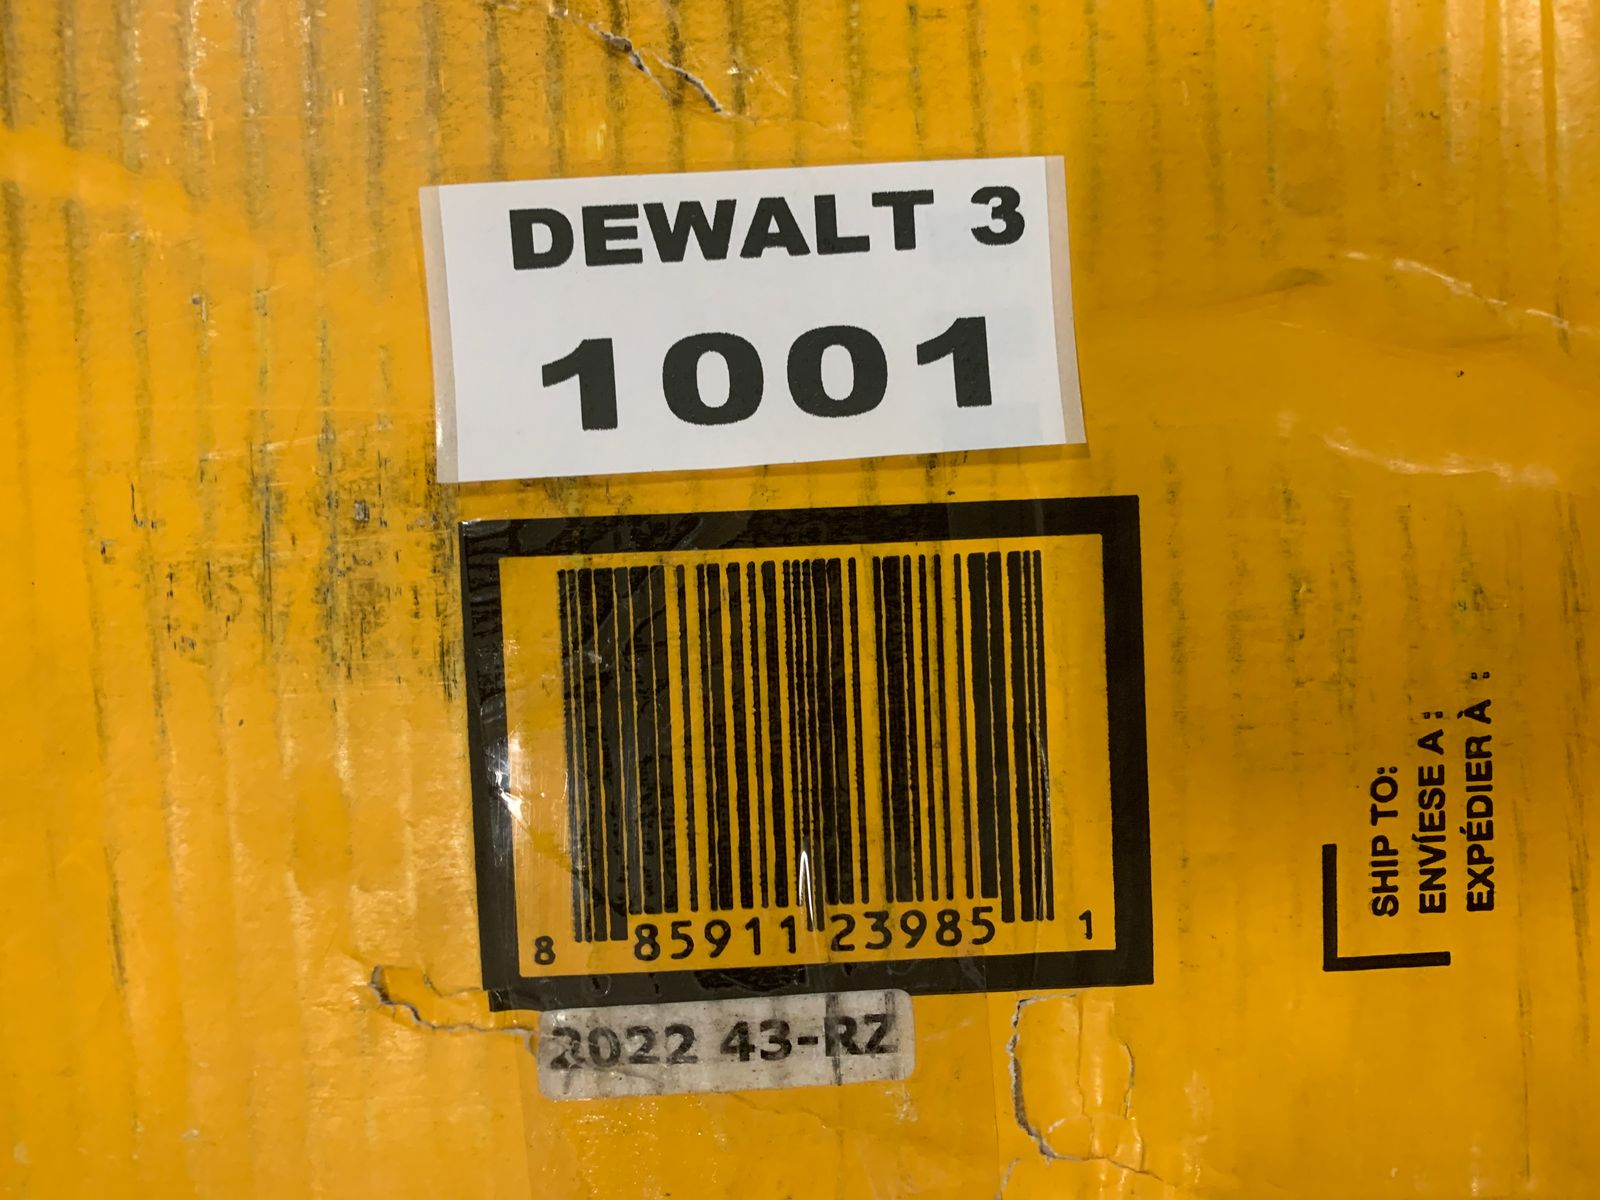 DEWALT 3
1001
8 85911 23985 1
2022 43-RZ
SHIP TO:
ENVÍESE A :
EXPÉDIER À :